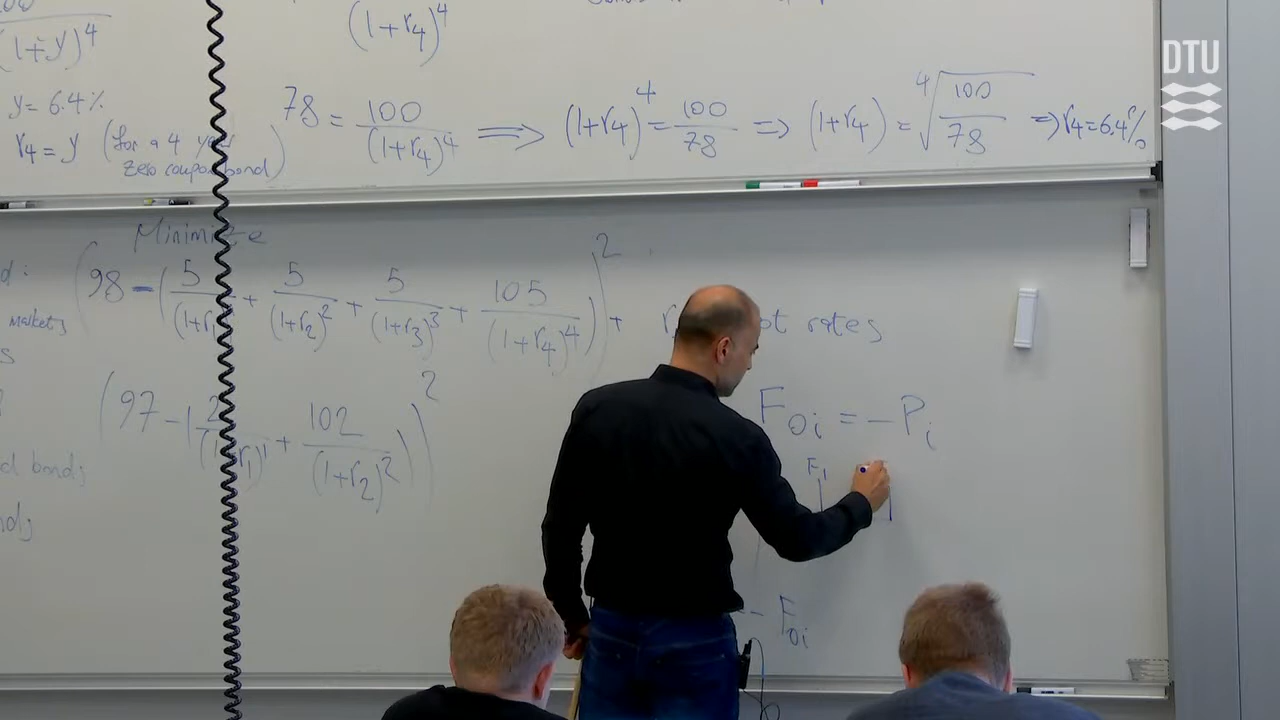 100
(1+y)^4
(1+r4)^4
DTU
y = 6.4%
r4 = y (for a 4 year zero coupon bond)
78 = 100/(1+r4)^4 ⟹ (1+r4)^4 = 100/78 ⟹ (1+r4) = ∜(100/78) ⟹ r4 = 6.4%
Minimize
(98 - (5/(1+r1) + 5/(1+r2)^2 + 5/(1+r3)^3 + 105/(1+r4)^4))^2 +
markets
rates
(97 - (2/(1+r1)^1 + 102/(1+r2)^2))^2
F0i = -Pi
F1
bonds
F0i